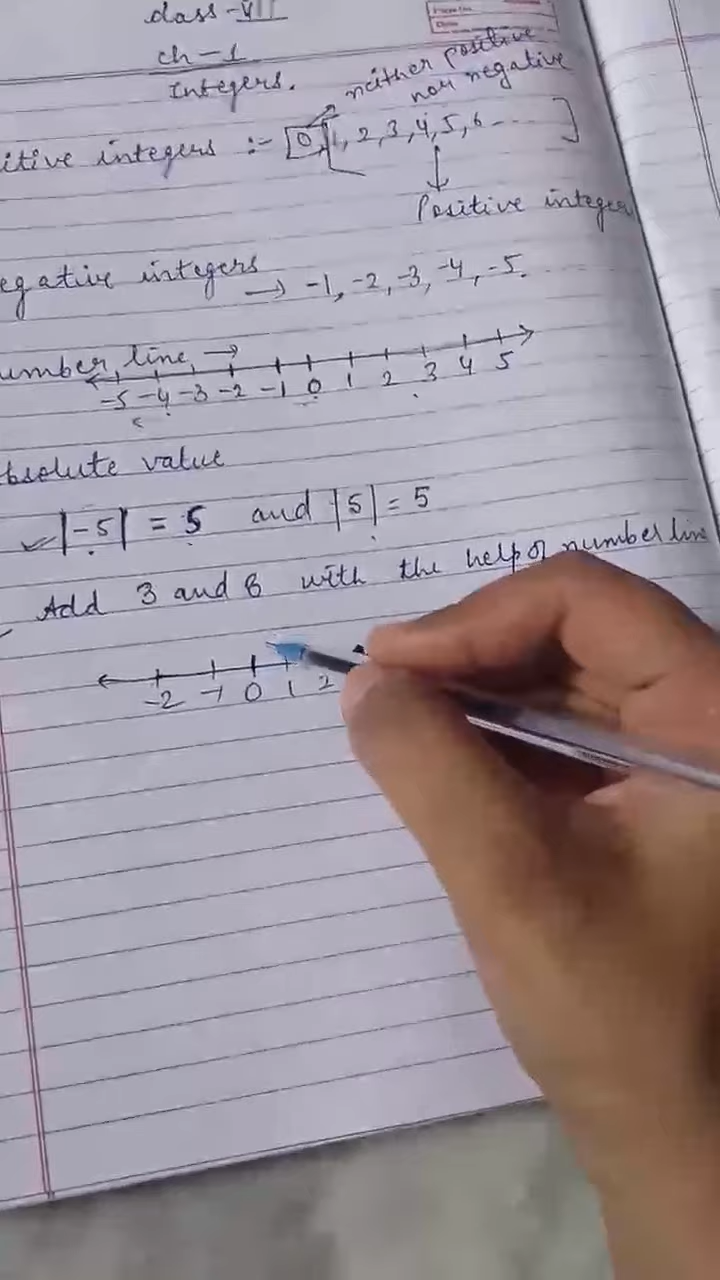 class - VII
ch - 1
Integers.
neither positive
nor negative
itive integers :- [0, 1, 2, 3, 4, 5, 6 - - ]
Positive integer
egative integers → -1, -2, -3, -4, -5.
umber line →
-5 -4 -3 -2 -1 0 1 2 3 4 5
bsolute value
|-5| = 5 and |5| = 5
Add 3 and 6 with the help of number line
-2 -1 0 1 2